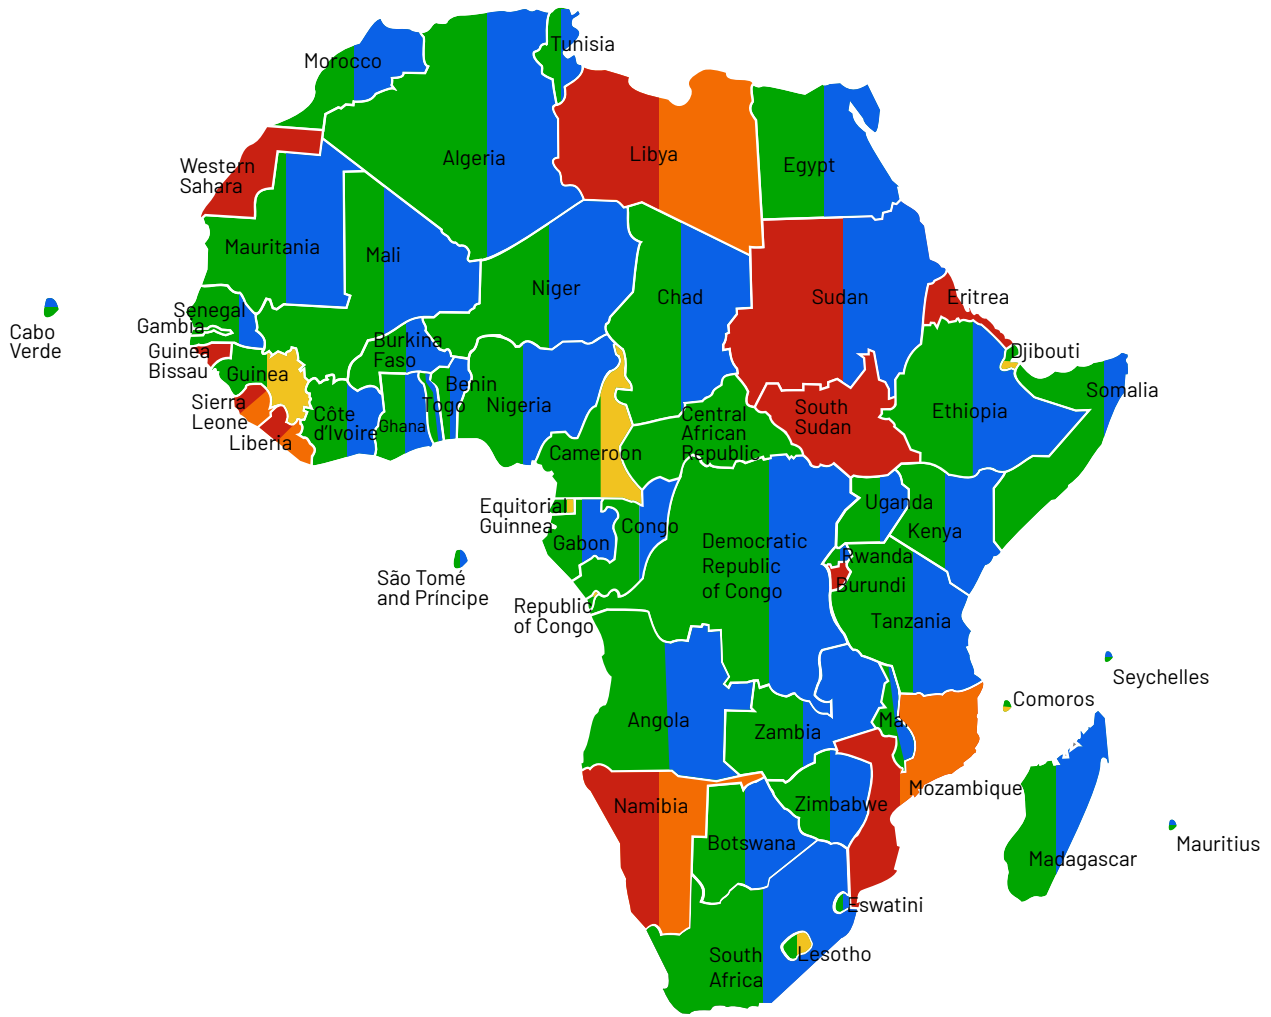 Morocco
Tunisia
Algeria
Libya
Egypt
Western
Sahara
Mauritania
Mali
Niger
Chad
Sudan
Eritrea
Cabo
Verde
Senegal
Gambia
Guinea
Bissau
Guinea
Sierra
Leone
Liberia
Côte
d'Ivoire
Burkina
Faso
Ghana
Togo
Benin
Nigeria
Cameroon
Central
African
Republic
South
Sudan
Ethiopia
Djibouti
Somalia
Equitorial
Guinnea
Gabon
Congo
Democratic
Republic
of Congo
Uganda
Kenya
Rwanda
Burundi
Tanzania
São Tomé
and Príncipe
Republic
of Congo
Angola
Zambia
Ma
Seychelles
Comoros
Mozambique
Namibia
Zimbabwe
Botswana
Madagascar
Mauritius
Eswatini
Lesotho
South
Africa